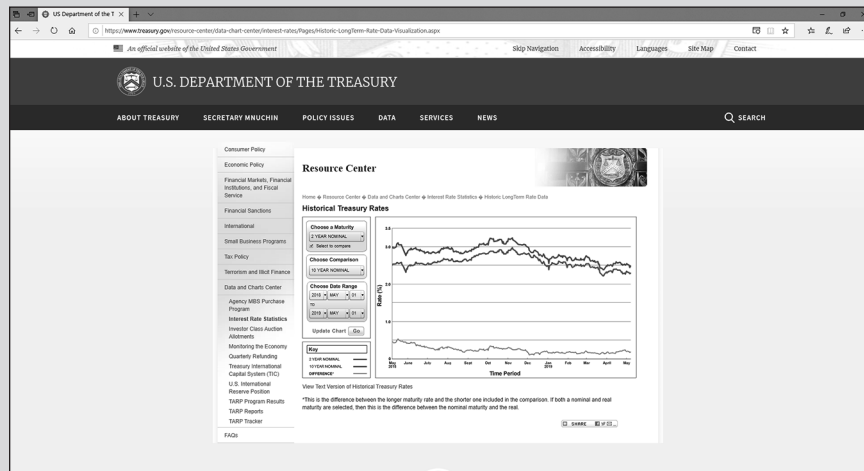 US Department of the T
https://www.treasury.gov/resource-center/data-chart-center/interest-rates/Pages/Historic-LongTerm-Rate-Data-Visualization.aspx
An official website of the United States Government
Skip Navigation Accessibility Languages Site Map Contact
U.S. DEPARTMENT OF THE TREASURY
ABOUT TREASURY SECRETARY MNUCHIN POLICY ISSUES DATA SERVICES NEWS SEARCH
Consumer Policy
Economic Policy
Financial Markets, Financial
Institutions, and Fiscal
Service
Financial Sanctions
International
Small Business Programs
Tax Policy
Terrorism and Illicit Finance
Data and Charts Center
Agency MBS Purchase
Program
Interest Rate Statistics
Investor Class Auction
Allotments
Monitoring the Economy
Quarterly Refunding
Treasury International
Capital System (TIC)
U.S. International
Reserve Position
TARP Program Results
TARP Reports
TARP Tracker
FAQs
Resource Center
Home � Resource Center � Data and Charts Center � Interest Rate Statistics � Historic LongTerm Rate Data
Historical Treasury Rates
Choose a Maturity
2 YEAR NOMINAL
Select to compare
Choose Comparison
10 YEAR NOMINAL
Choose Date Range
2018 MAY 01
TO
2019 MAY 01
Update Chart Go
Key
2 YEAR NOMINAL
10 YEAR NOMINAL
DIFFERENCE*
3.5
3.0
2.0
1.0
0
Rate (%)
May June July Aug Sept Oct Nov Dec Jan Feb Mar April May
2018 2019
Time Period
View Text Version of Historical Treasury Rates
*This is the difference between the longer maturity rate and the shorter one included in the comparison. If both a nominal and real
maturity are selected, then this is the difference between the nominal maturity and the real.
SHARE